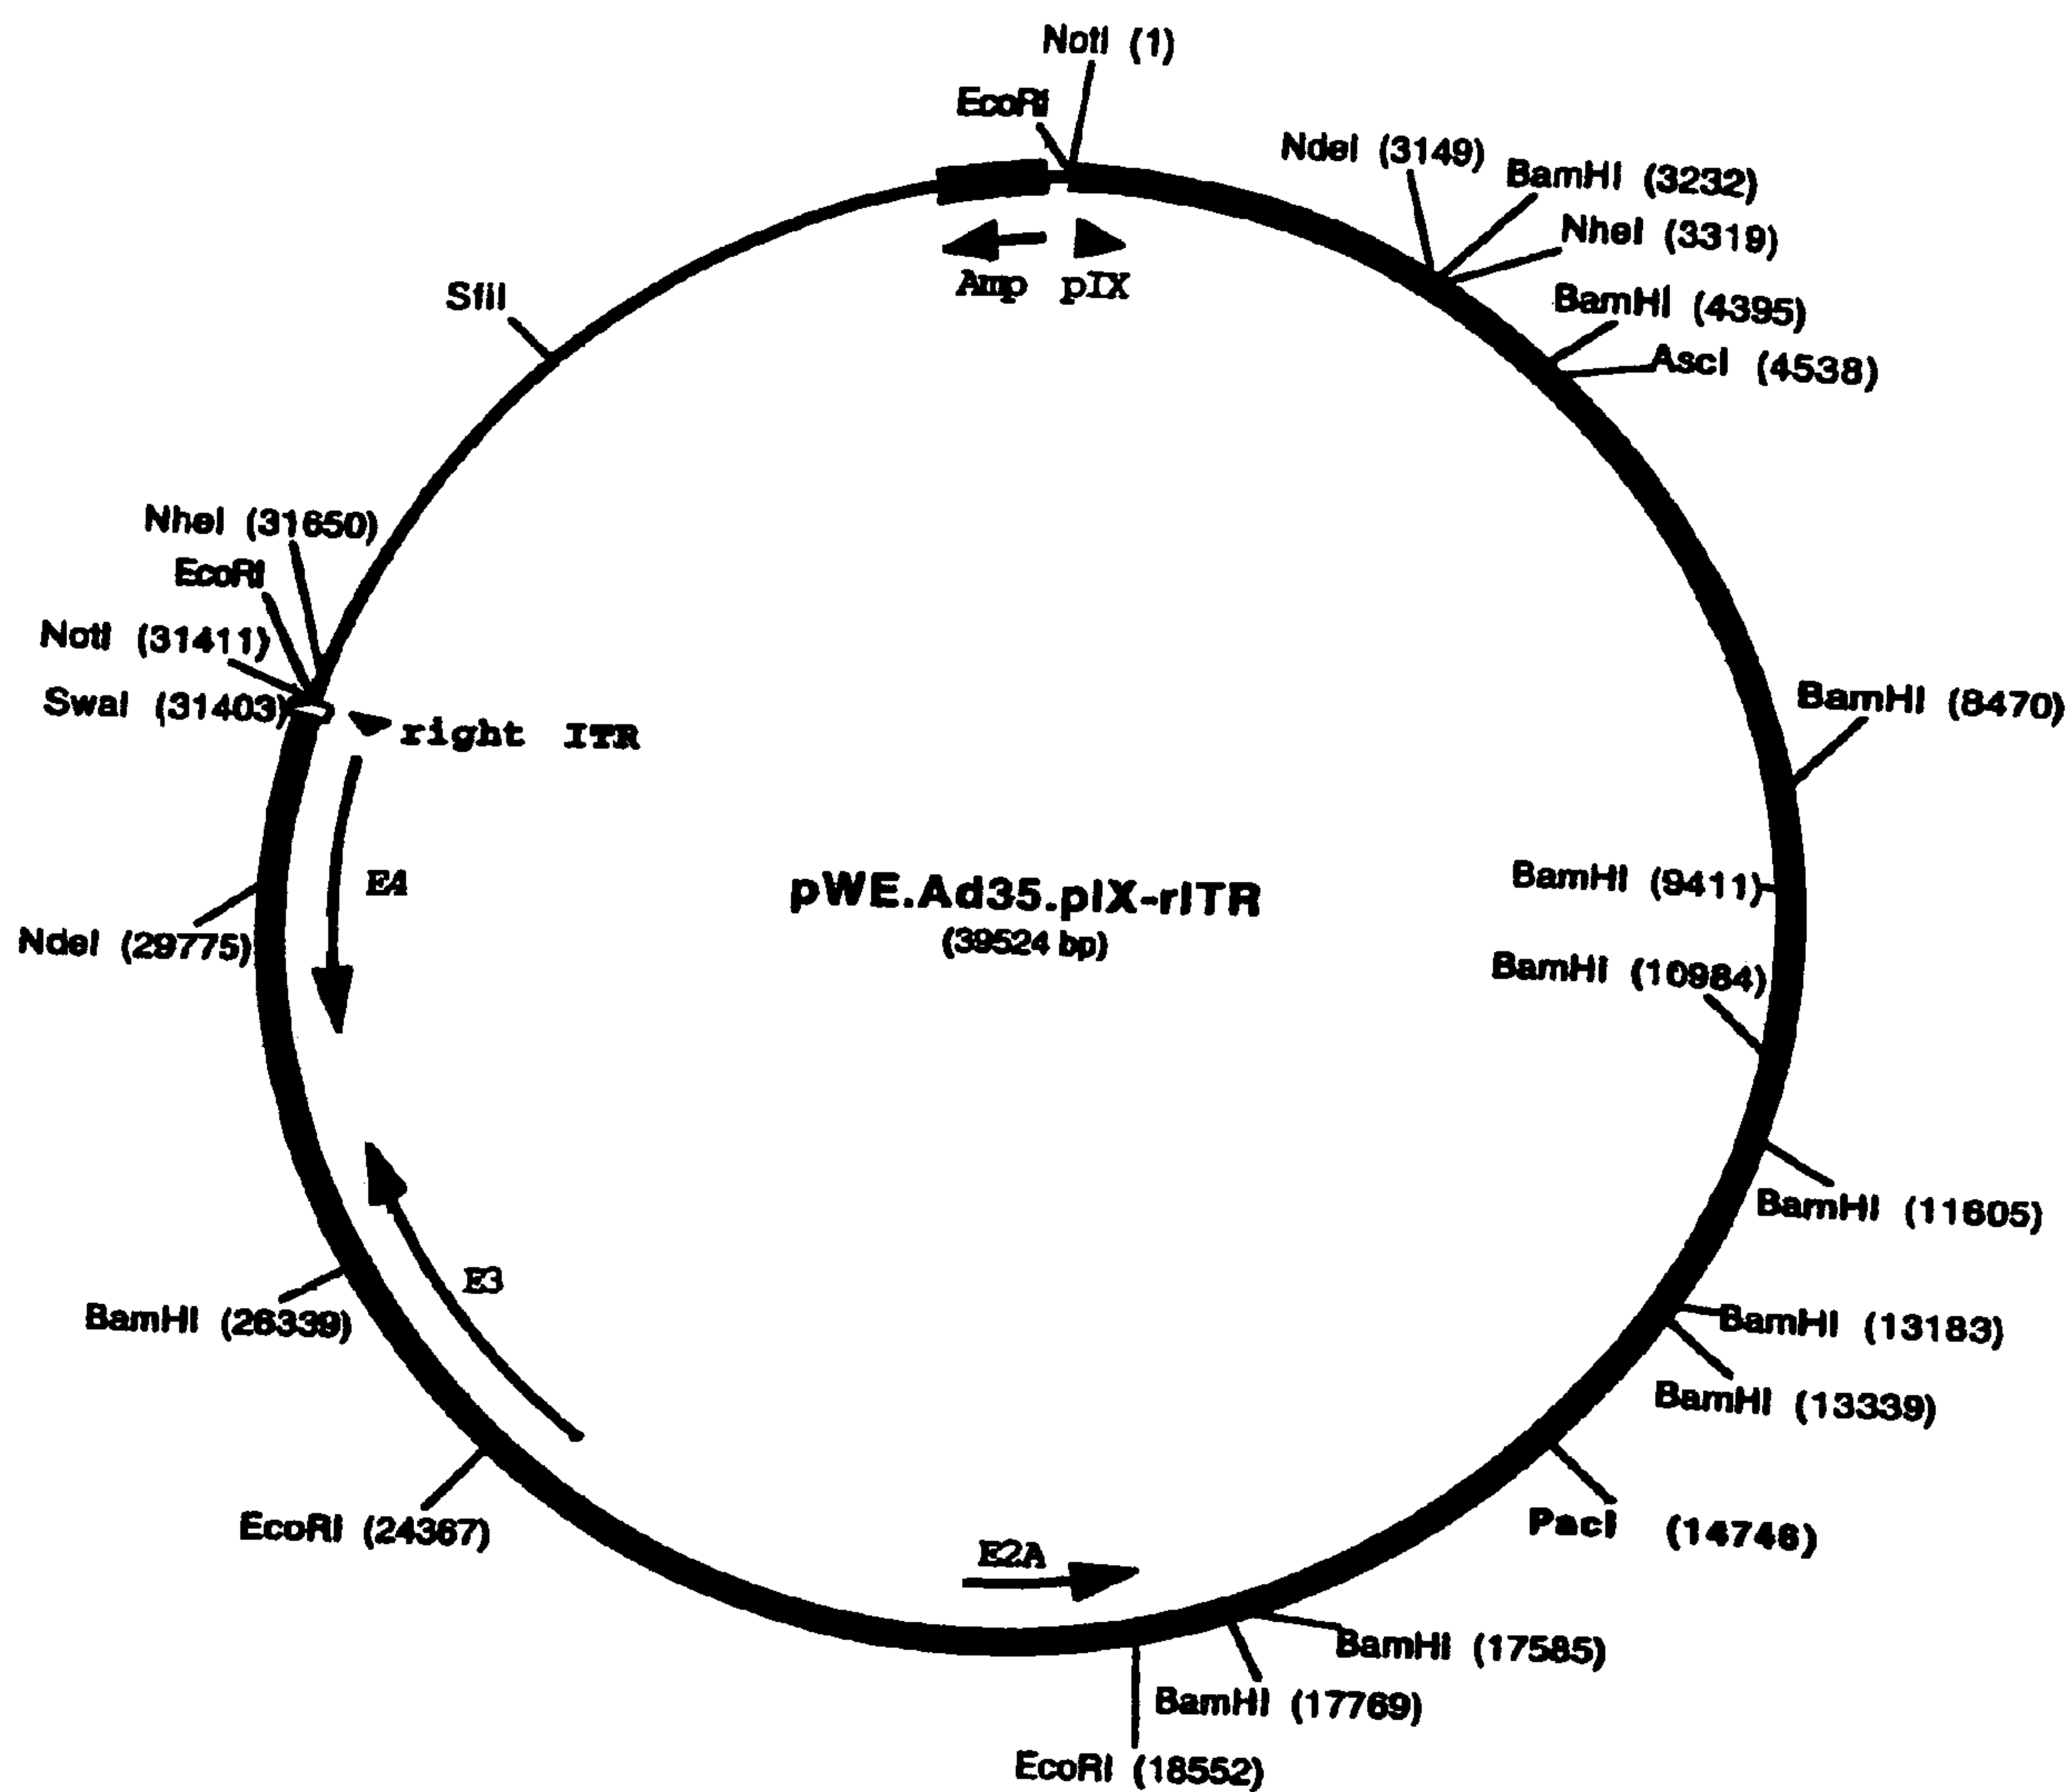 NotI (1)
EcoRI
NdeI (3149)
BamHI (3232)
NheI (3319)
BamHI (4395)
AscI (4538)
Amp pIX
SfiI
NheI (31650)
EcoRI
NotI (31411)
SwaI (31403)
right ITR
BamHI (8470)
E4
pWE.Ad35.pIX-rITR
(39524 bp)
BamHI (9411)
NdeI (29775)
BamHI (10984)
BamHI (11605)
E3
BamHI (26339)
BamHI (13183)
BamHI (13339)
EcoRI (24367)
PacI (14746)
E2A
BamHI (17585)
BamHI (17769)
EcoRI (18552)